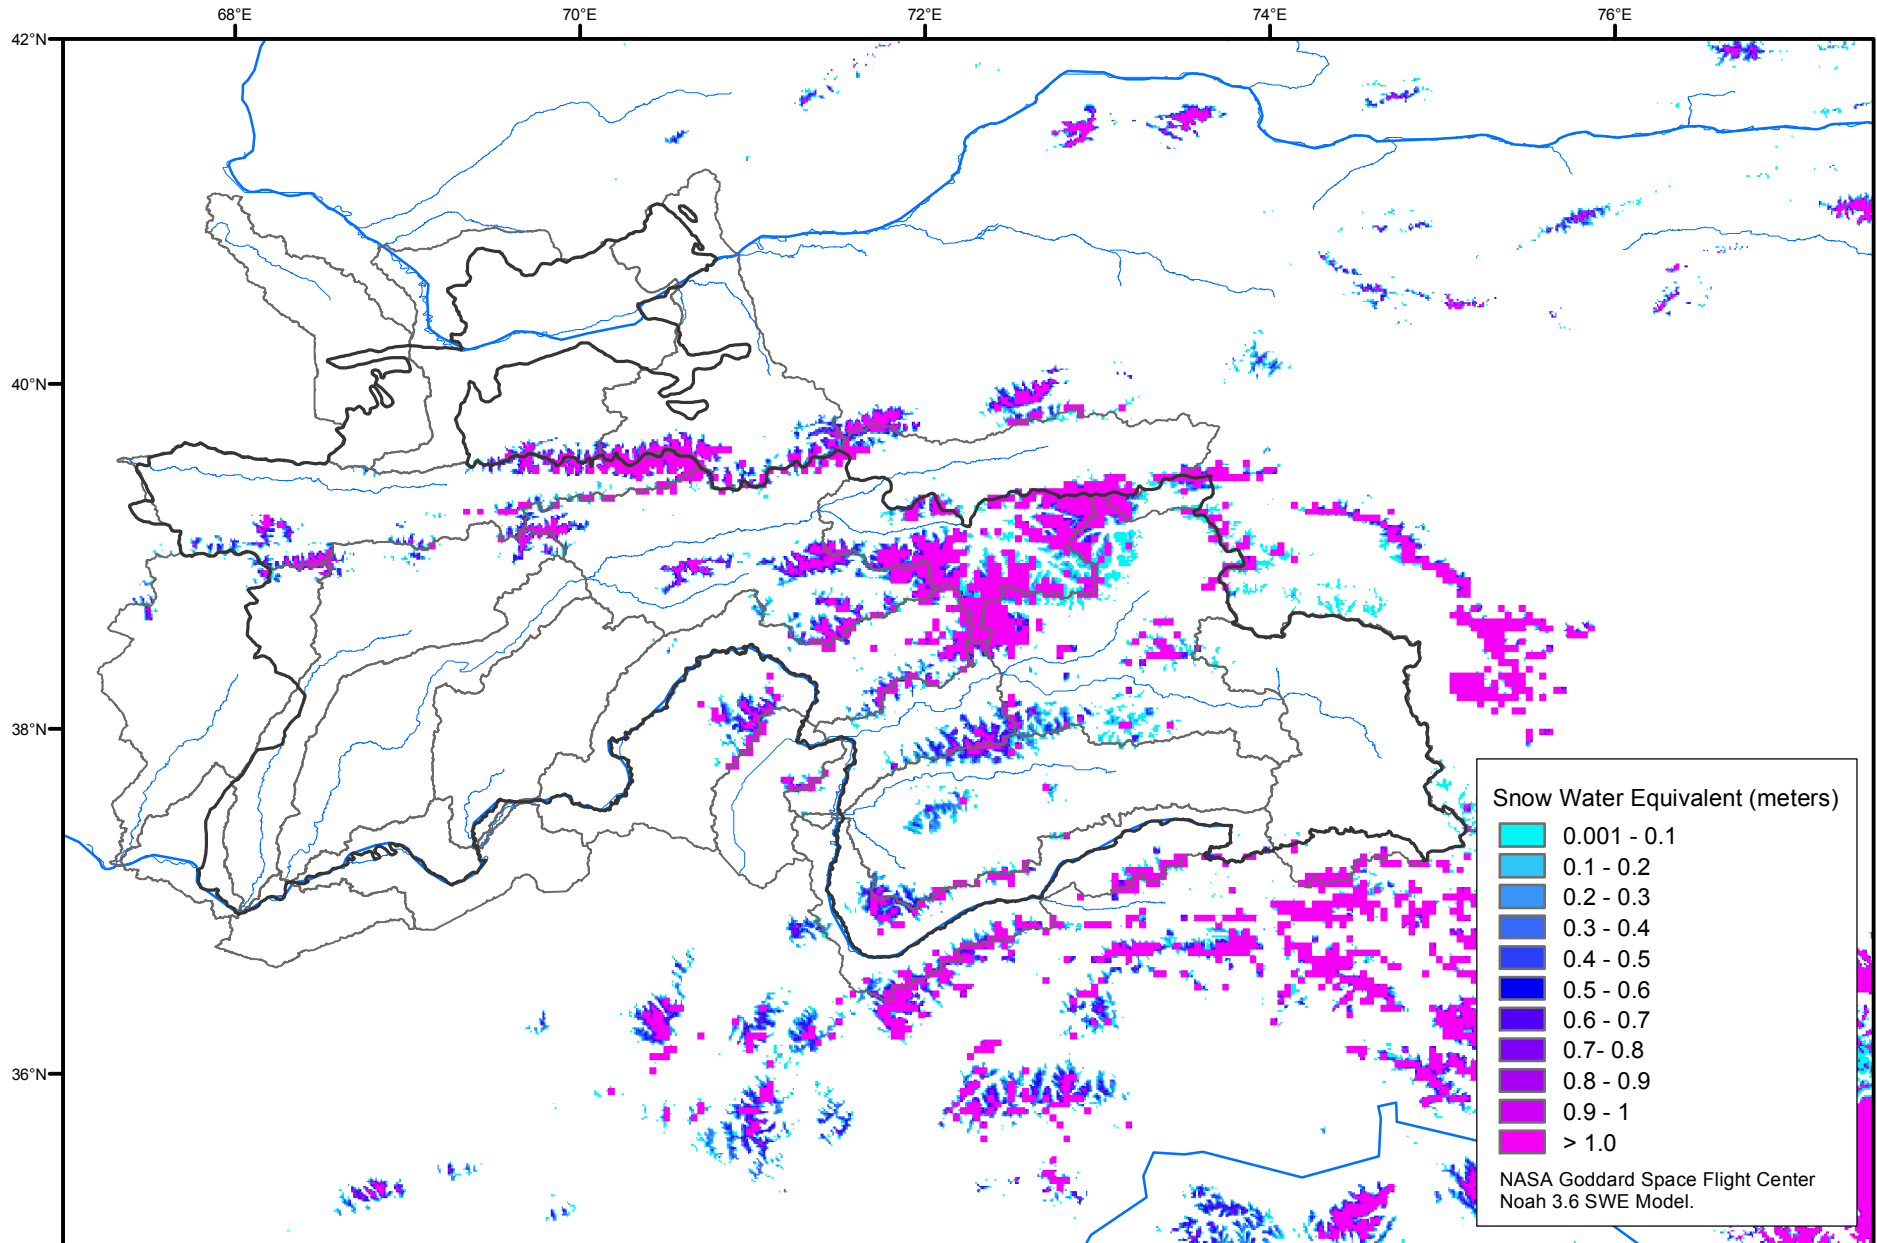 68°E 70°E 72°E 74°E 76°E
42°N
40°N
38°N
36°N
Snow Water Equivalent (meters)
0.001 - 0.1
0.1 - 0.2
0.2 - 0.3
0.3 - 0.4
0.4 - 0.5
0.5 - 0.6
0.6 - 0.7
0.7- 0.8
0.8 - 0.9
0.9 - 1
> 1.0
NASA Goddard Space Flight Center
Noah 3.6 SWE Model.